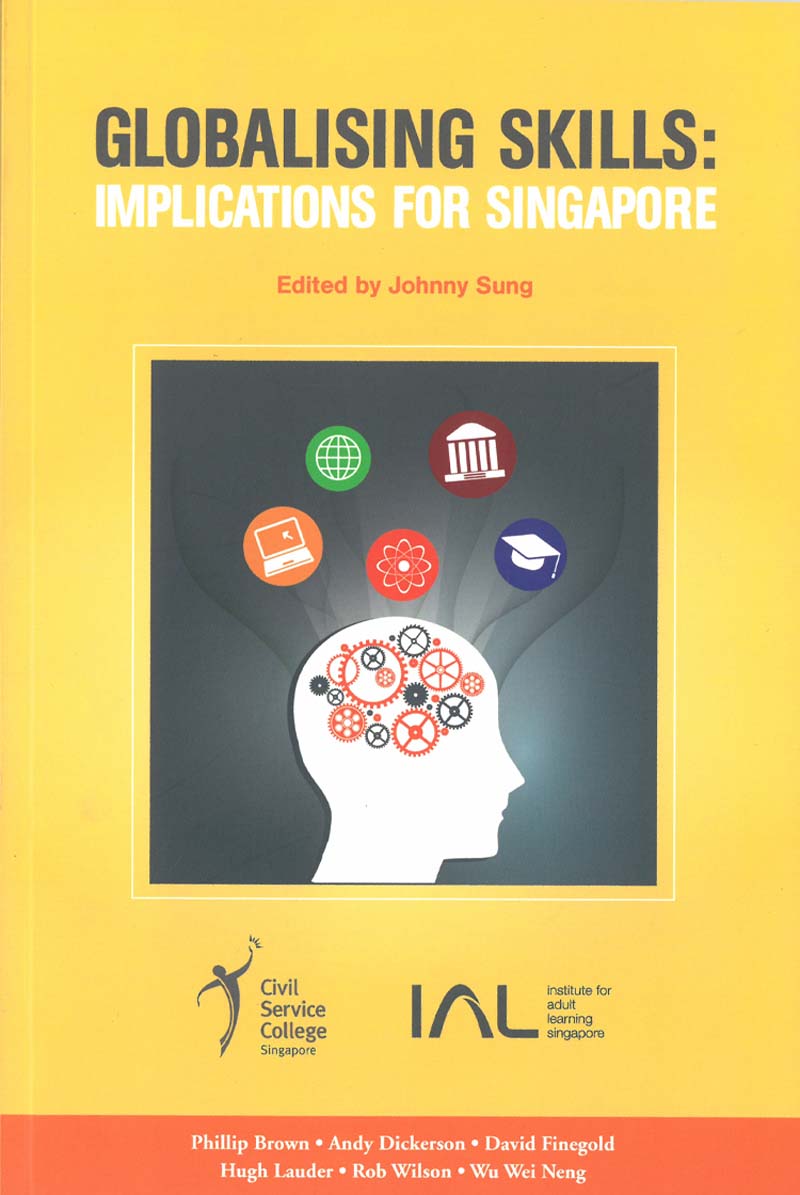 GLOBALISING SKILLS:
IMPLICATIONS FOR SINGAPORE
Edited by Johnny Sung
Civil
Service
College
Singapore
IAL
institute for
adult
learning
singapore
Phillip Brown • Andy Dickerson • David Finegold
Hugh Lauder • Rob Wilson • Wu Wei Neng